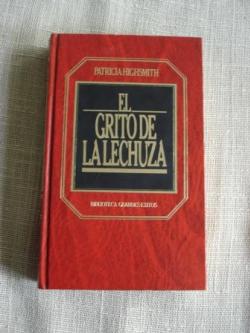 PATRICIA HIGHSMITH
EL
GRITO DE
LA LECHUZA
BIBLIOTECA GRANDES EXITOS